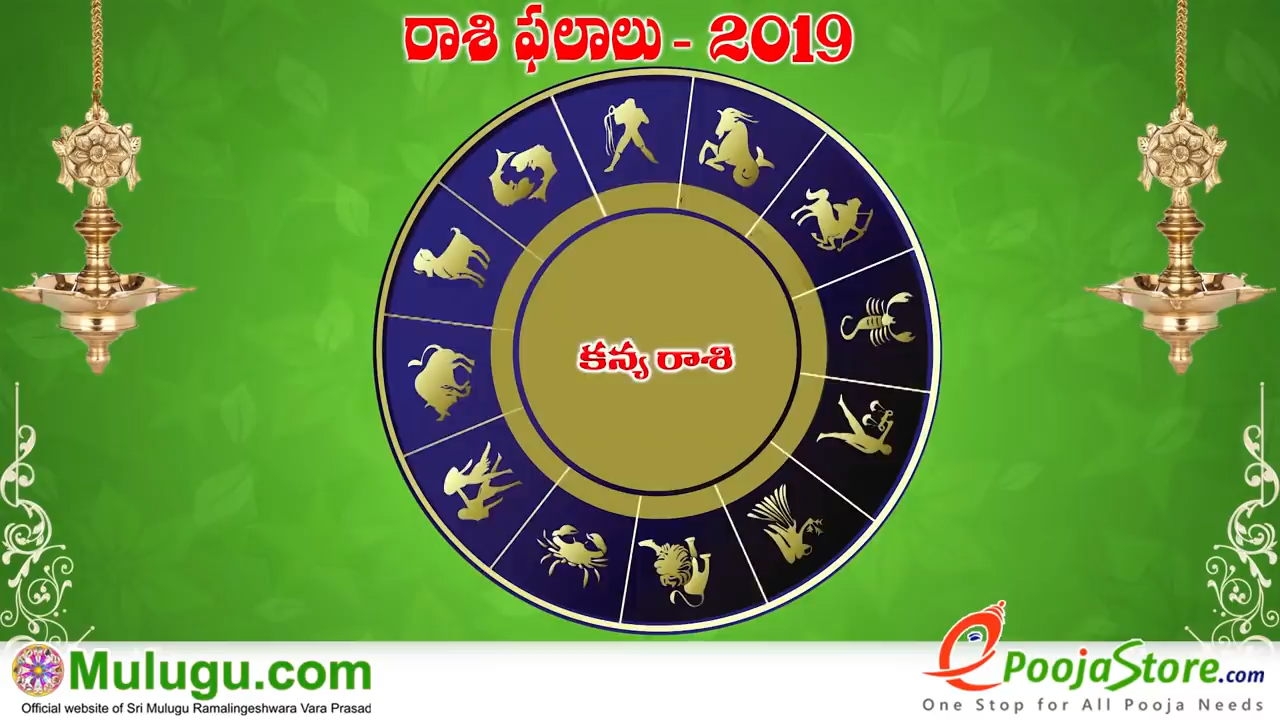 రాశి ఫలాలు - 2019
కన్య రాశి
Mulugu.com
Official website of Sri Mulugu Ramalingeshwara Vara Prasad
ePoojaStore.com
One Stop for All Pooja Needs